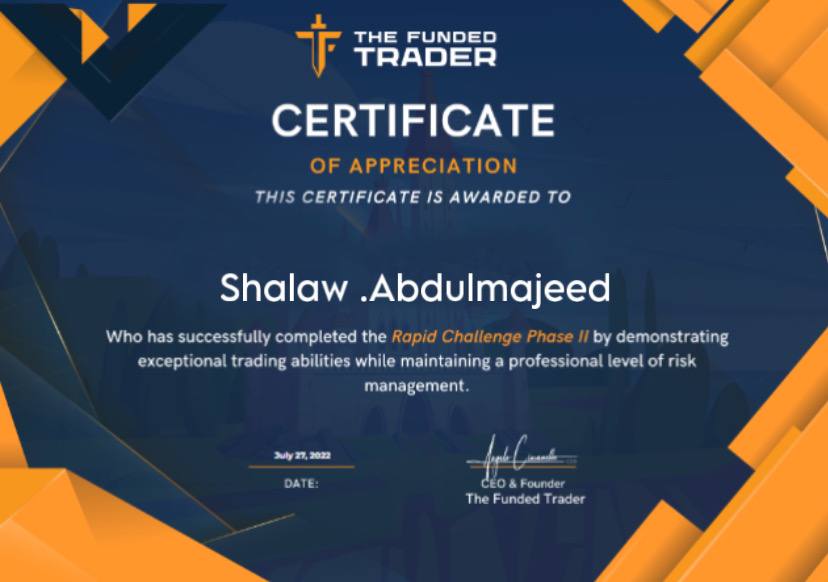 THE FUNDED
TRADER
CERTIFICATE
OF APPRECIATION
THIS CERTIFICATE IS AWARDED TO
Shalaw .Abdulmajeed
Who has successfully completed the Rapid Challenge Phase II by demonstrating
exceptional trading abilities while maintaining a professional level of risk
management.
July 27, 2022
DATE:
CEO & Founder
The Funded Trader